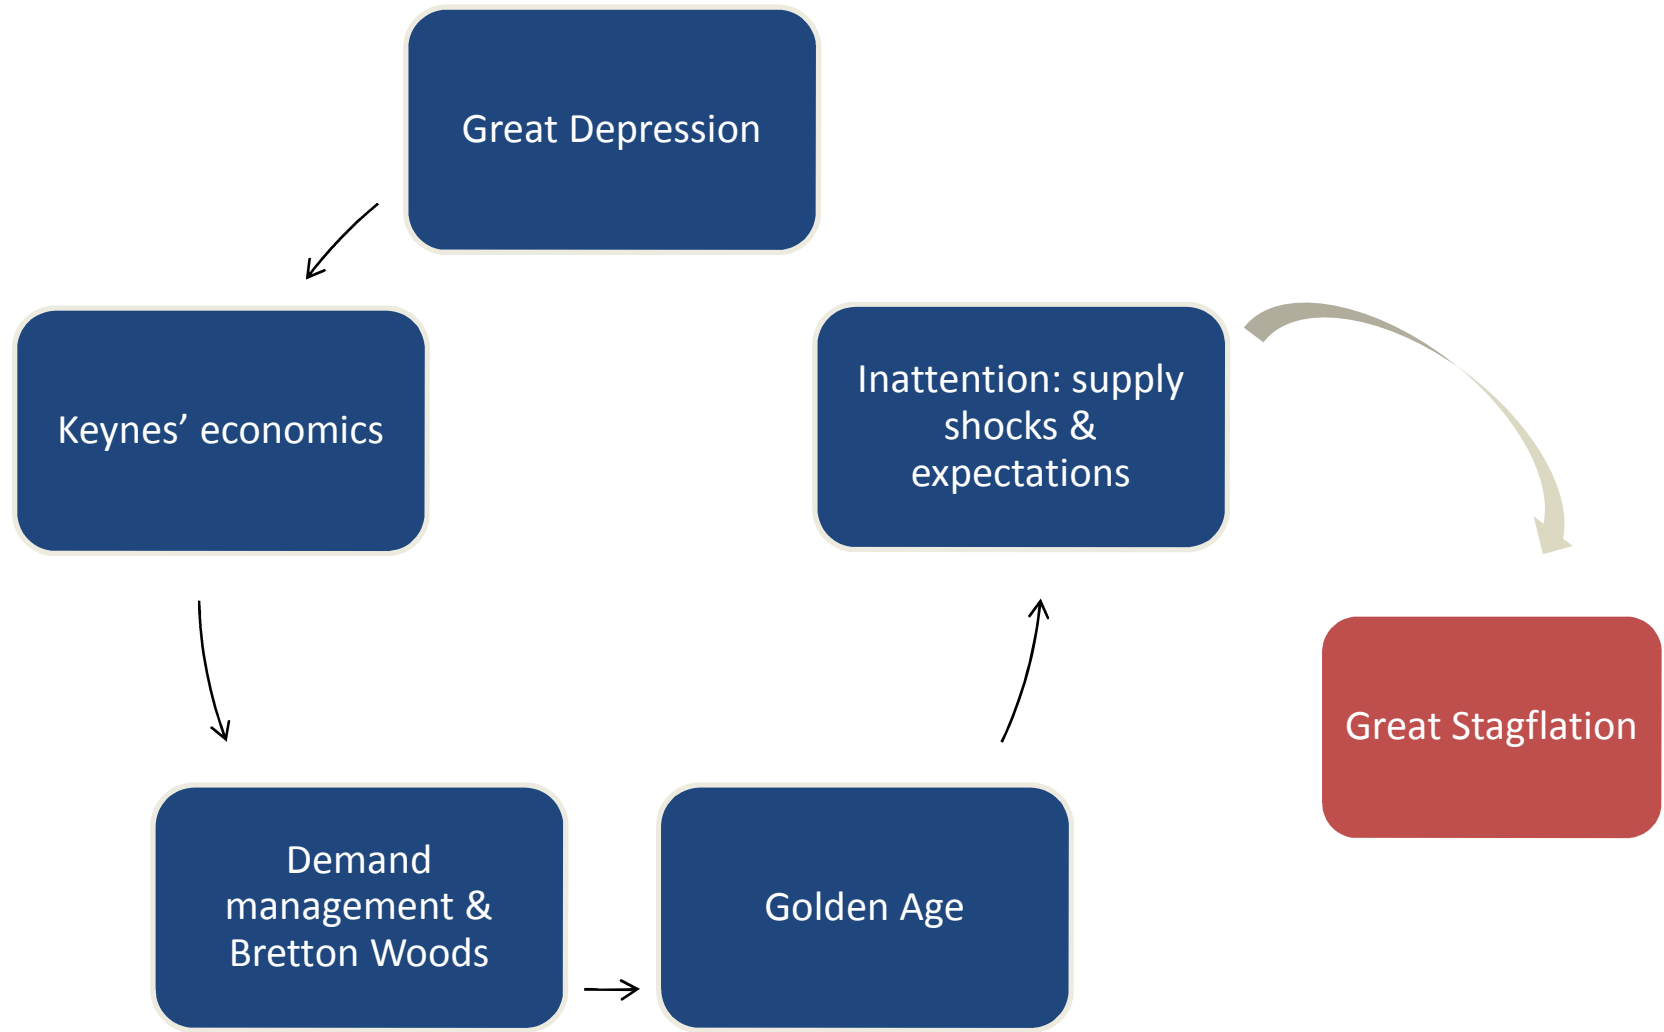 Great Depression
Keynes’ economics
Demand
management &
Bretton Woods
Golden Age
Inattention: supply
shocks &
expectations
Great Stagflation